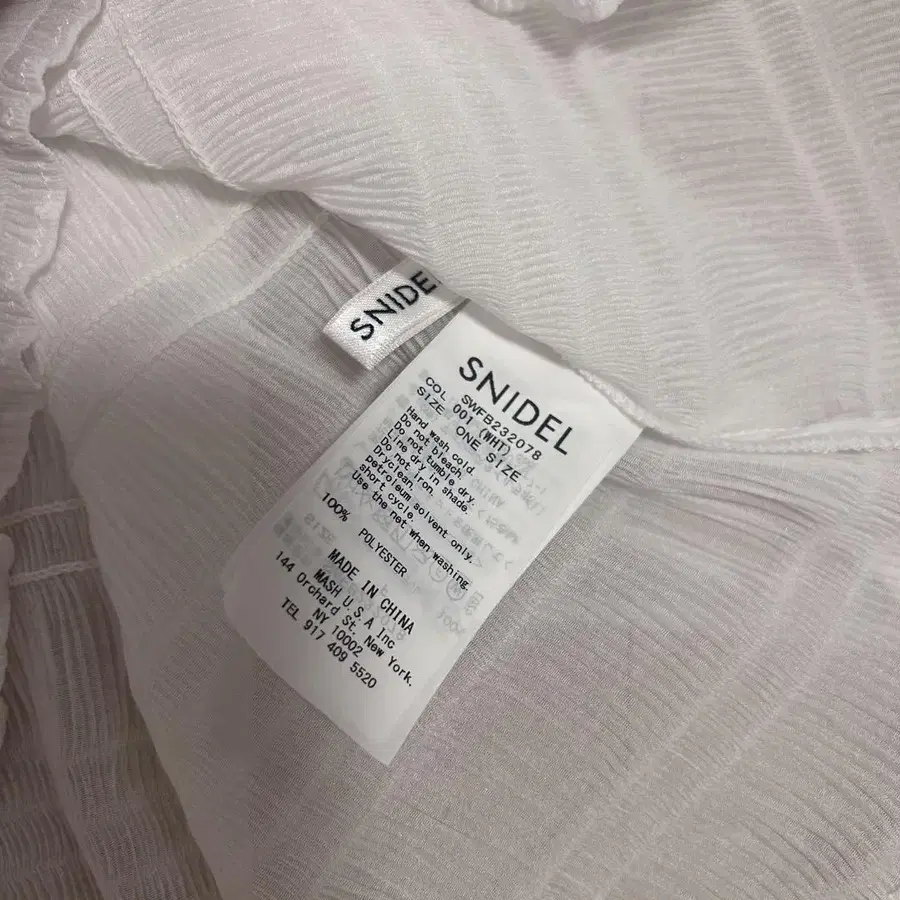 SNIDEL
SNIDEL
SWFB232078
COL 001 (WHT)
SIZE ONE SIZE
Hand wash cold.
Do not bleach.
Do not tumble dry.
Line dry in shade.
Do not iron.
Dryclean,
petroleum solvent only.
short cycle.
Use the net when washing.
100% POLYESTER
MADE IN CHINA
MASH U.S.A Inc
144 Orchard St. New York.
NY 10002
TEL 917 409 5520